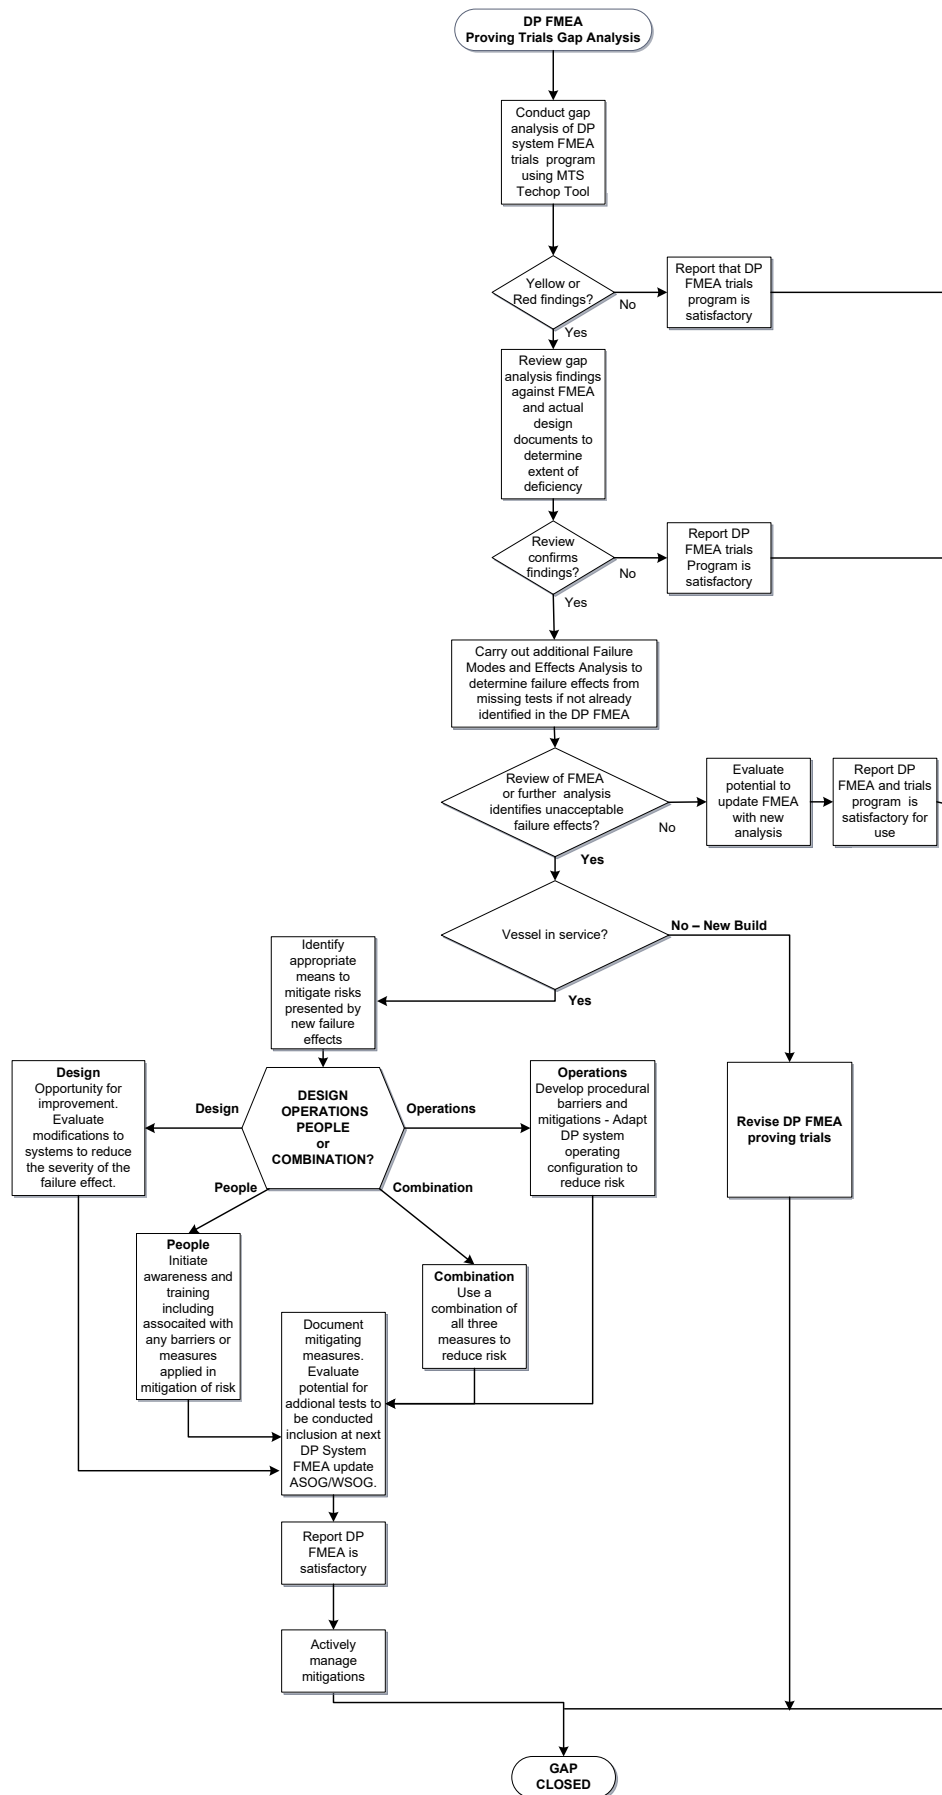 DP FMEA
Proving Trials Gap Analysis
Conduct gap
analysis of DP
system FMEA
trials program
using MTS
Techop Tool
Yellow or
Red findings?
No
Report that DP
FMEA trials
program is
satisfactory
Yes
Review gap
analysis findings
against FMEA
and actual
design
documents to
determine
extent of
deficiency
Review
confirms
findings?
No
Report DP
FMEA trials
Program is
satisfactory
Yes
Carry out additional Failure
Modes and Effects Analysis to
determine failure effects from
missing tests if not already
identified in the DP FMEA
Review of FMEA
or further analysis
identifies unacceptable
failure effects?
No
Evaluate
potential to
update FMEA
with new
analysis
Report DP
FMEA and trials
program is
satisfactory for
use
Yes
Vessel in service?
No – New Build
Yes
Identify
appropriate
means to
mitigate risks
presented by
new failure
effects
Design
Opportunity for
improvement.
Evaluate
modifications to
systems to reduce
the severity of the
failure effect.
Design
DESIGN
OPERATIONS
PEOPLE
or
COMBINATION?
Operations
Operations
Develop procedural
barriers and
mitigations - Adapt
DP system
operating
configuration to
reduce risk
Revise DP FMEA
proving trials
People
Combination
People
Initiate
awareness and
training
including
assocaited with
any barriers or
measures
applied in
mitigation of risk
Combination
Use a
combination of
all three
measures to
reduce risk
Document
mitigating
measures.
Evaluate
potential for
addional tests to
be conducted
inclusion at next
DP System
FMEA update
ASOG/WSOG.
Report DP
FMEA is
satisfactory
Actively
manage
mitigations
GAP
CLOSED